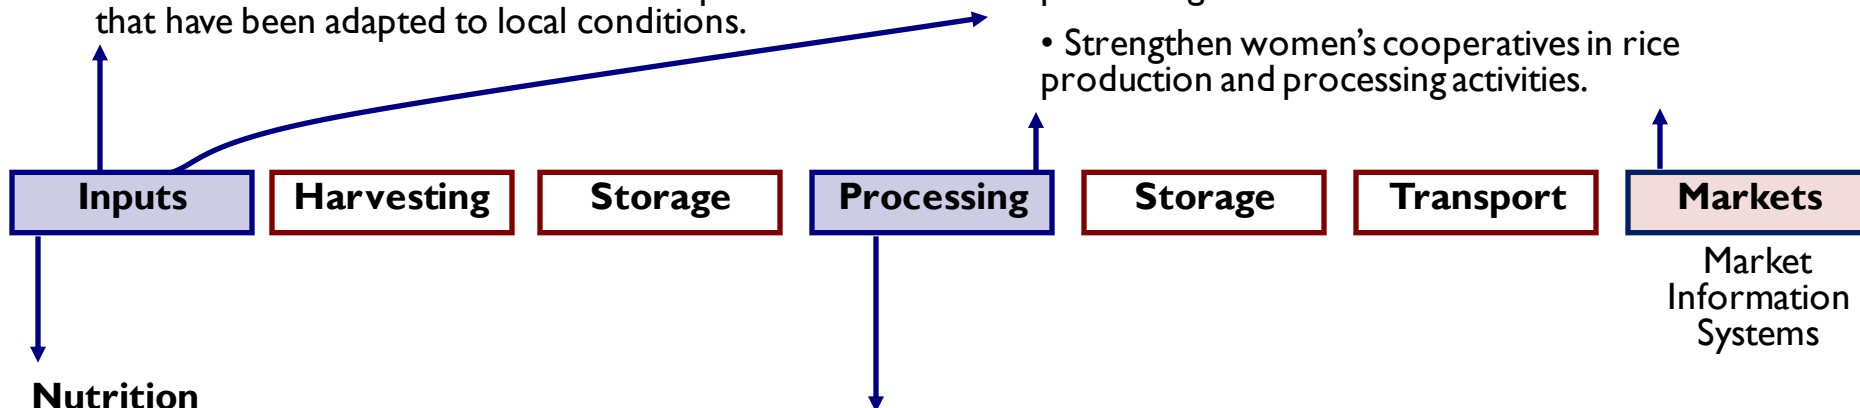 that have been adapted to local conditions.
• Strengthen women's cooperatives in rice
production and processing activities.
Inputs
Harvesting
Storage
Processing
Storage
Transport
Markets
Market
Information
Systems
Nutrition